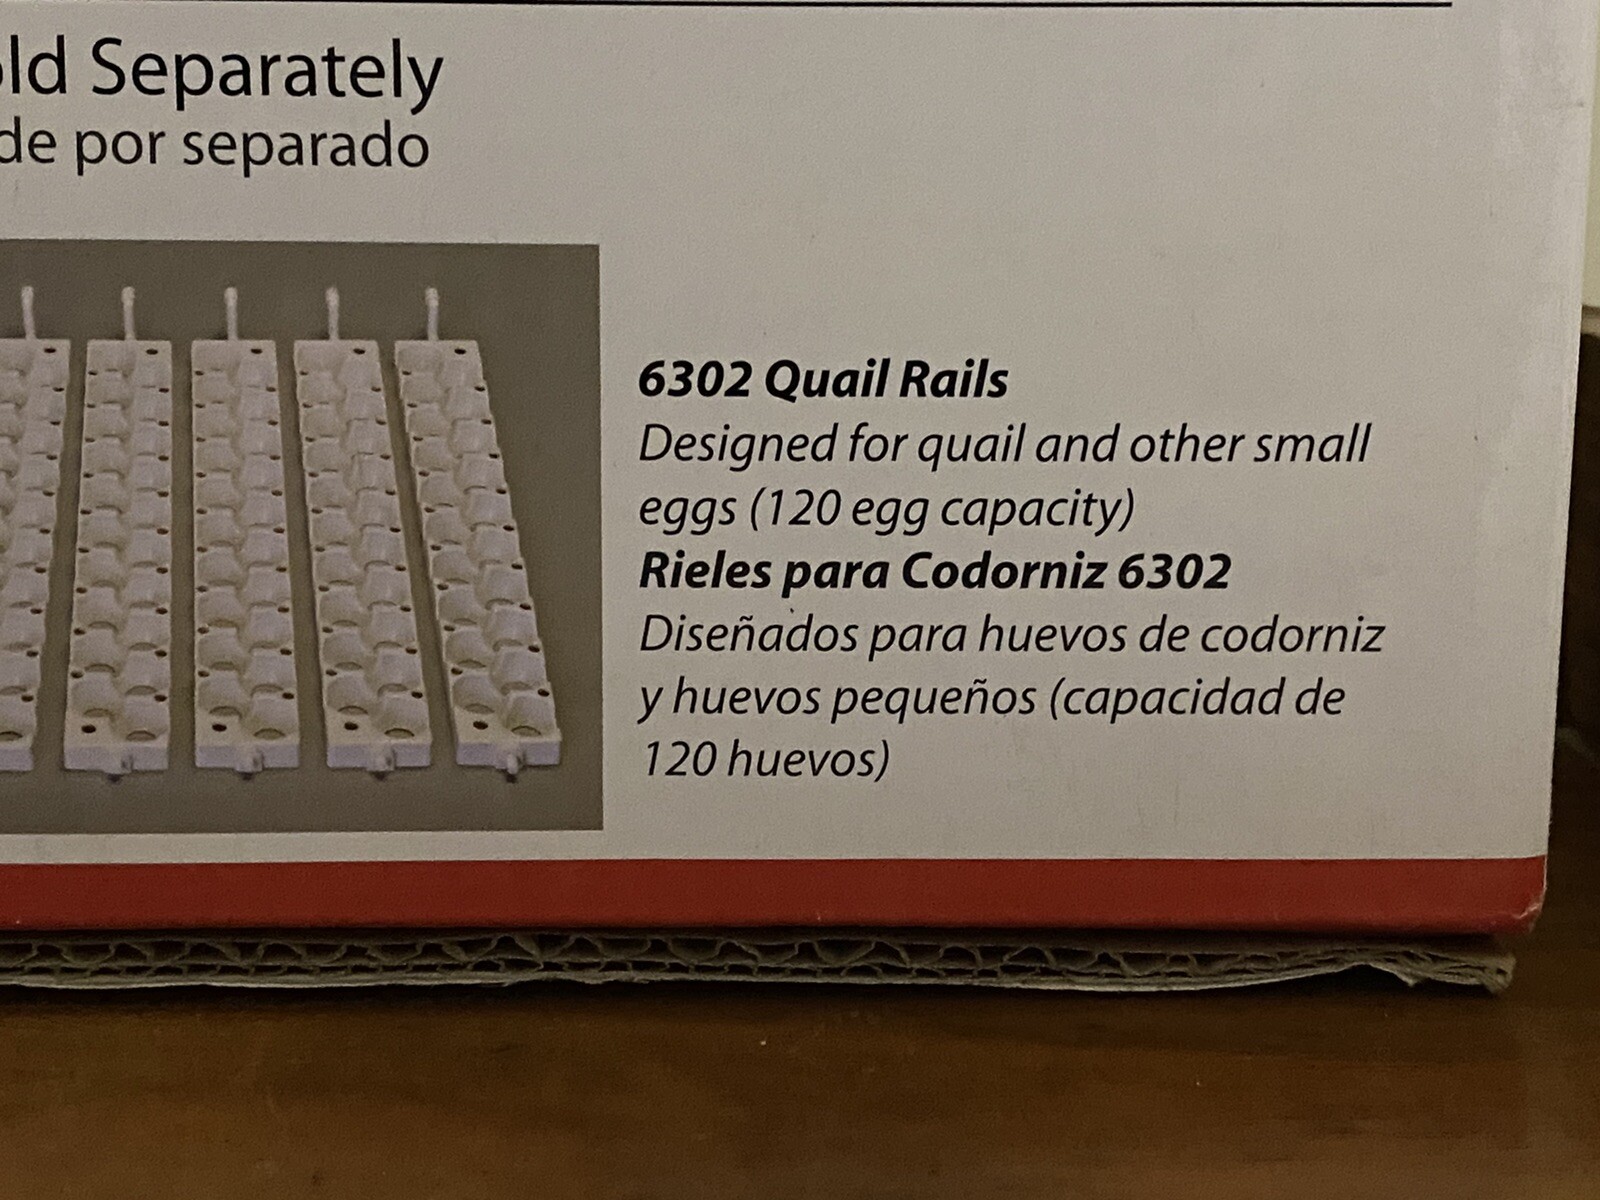 Separately
de por separado
6302 Quail Rails
Designed for quail and other small
eggs (120 egg capacity)
Rieles para Codorniz 6302
Diseñados para huevos de codorniz
y huevos pequeños (capacidad de
120 huevos)